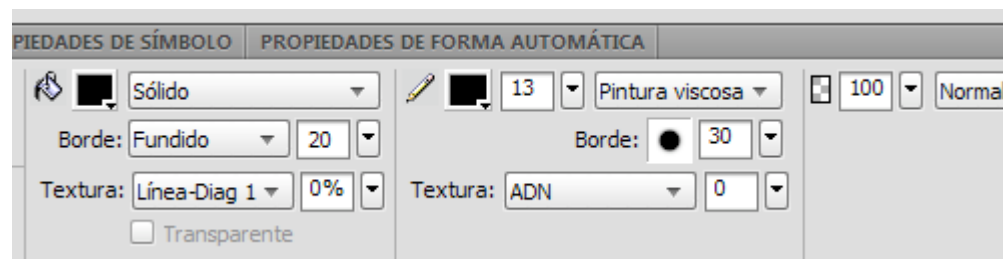 PIEDADES DE SÍMBOLO PROPIEDADES DE FORMA AUTOMÁTICA
Sólido 13 Pintura viscosa 100 Normal
Borde: Fundido 20 Borde: 30
Textura: Línea-Diag 1 0% Textura: ADN 0
Transparente